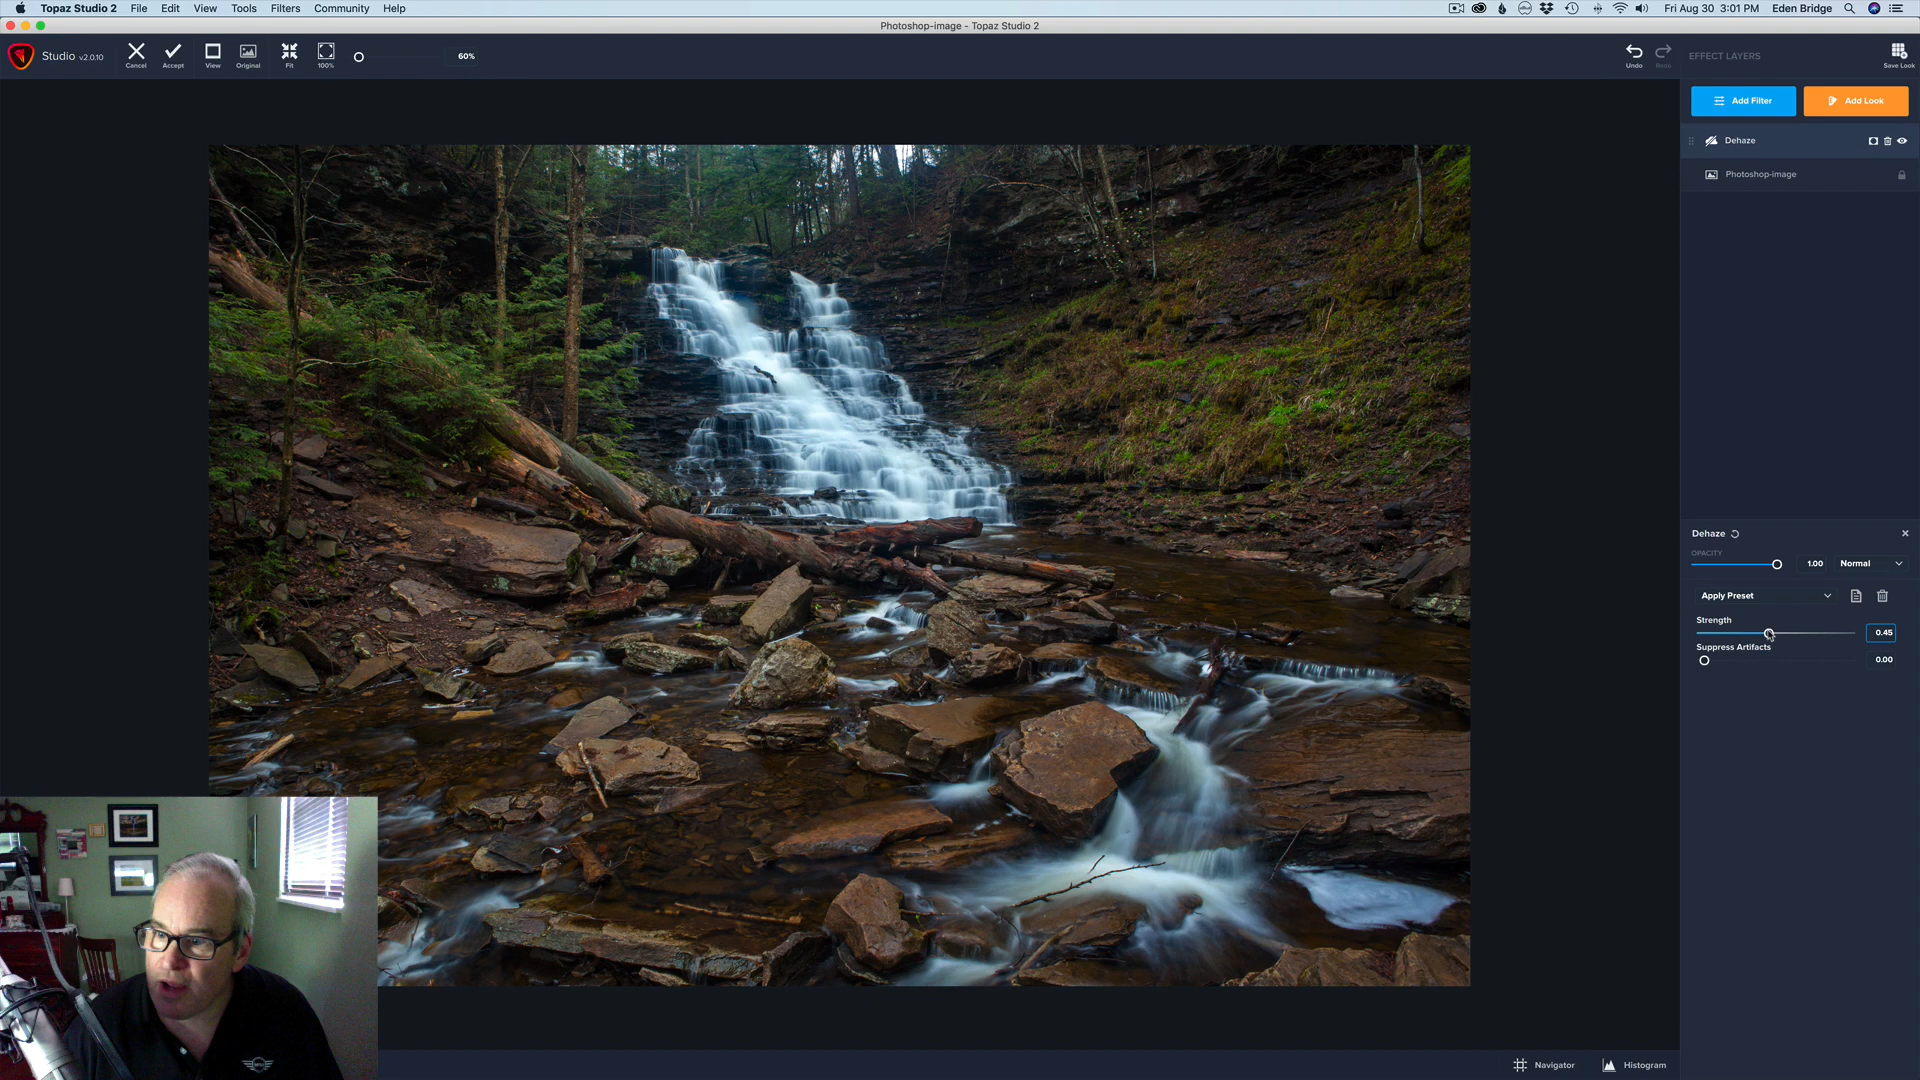 Topaz Studio 2 File Edit View Tools Filters Community Help Fri Aug 30 3:01 PM Eden Bridge
Photoshop-image - Topaz Studio 2
Studio v2.0.10
Cancel
Accept
View
Original
Fit
100%
60%
Undo
Redo
EFFECT LAYERS
Save Look
Add Filter
Add Look
Dehaze
Photoshop-image
Dehaze
OPACITY
1.00 Normal
Apply Preset
Strength
0.45
Suppress Artifacts
0.00
Navigator Histogram